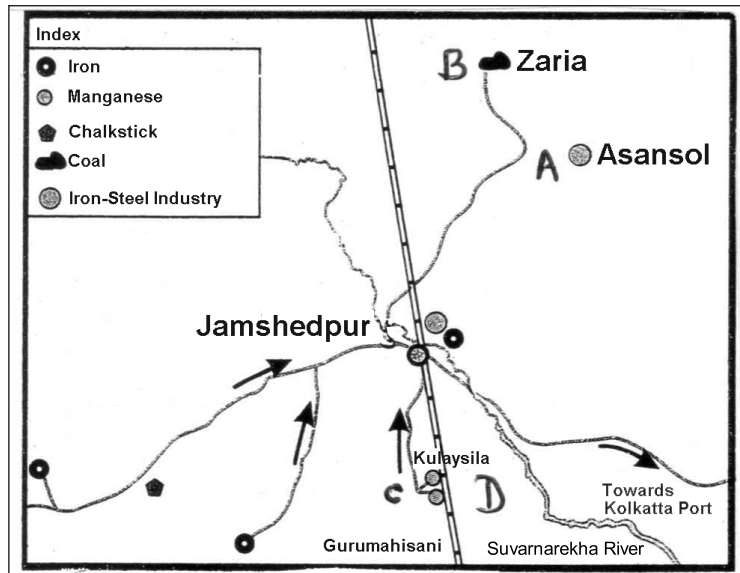 Index
Iron
Manganese
Chalkstick
Coal
Iron-Steel Industry
B Zaria
A Asansol
Jamshedpur
Kulaysila
C D
Towards
Kolkatta Port
Gurumahisani
Suvarnarekha River